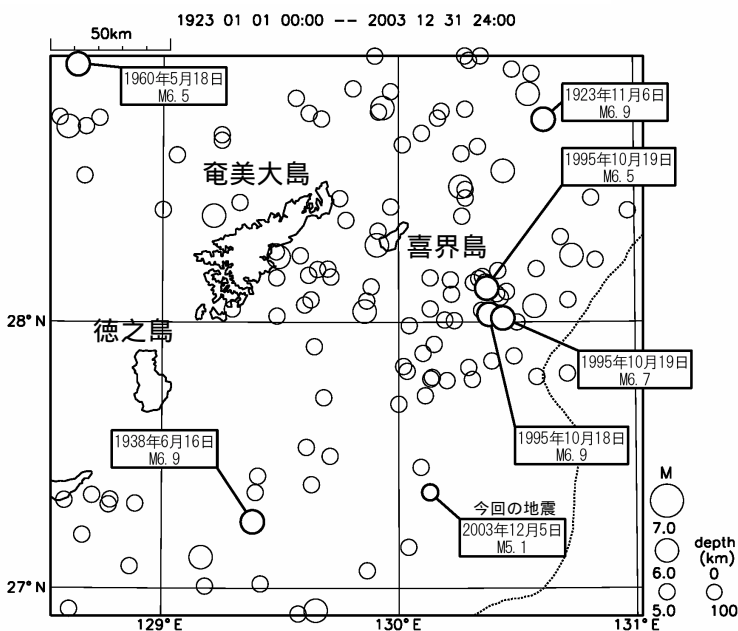 1923 01 01 00:00 -- 2003 12 31 24:00
50km
1960年5月18日
M6.5
1923年11月6日
M6.9
1995年10月19日
M6.5
奄美大島
喜界島
28°N
徳之島
1995年10月19日
M6.7
1995年10月18日
M6.9
1938年6月16日
M6.9
今回の地震
2003年12月5日
M5.1
M
7.0
6.0
5.0
depth
(km)
0
100
27°N
129°E
130°E
131°E